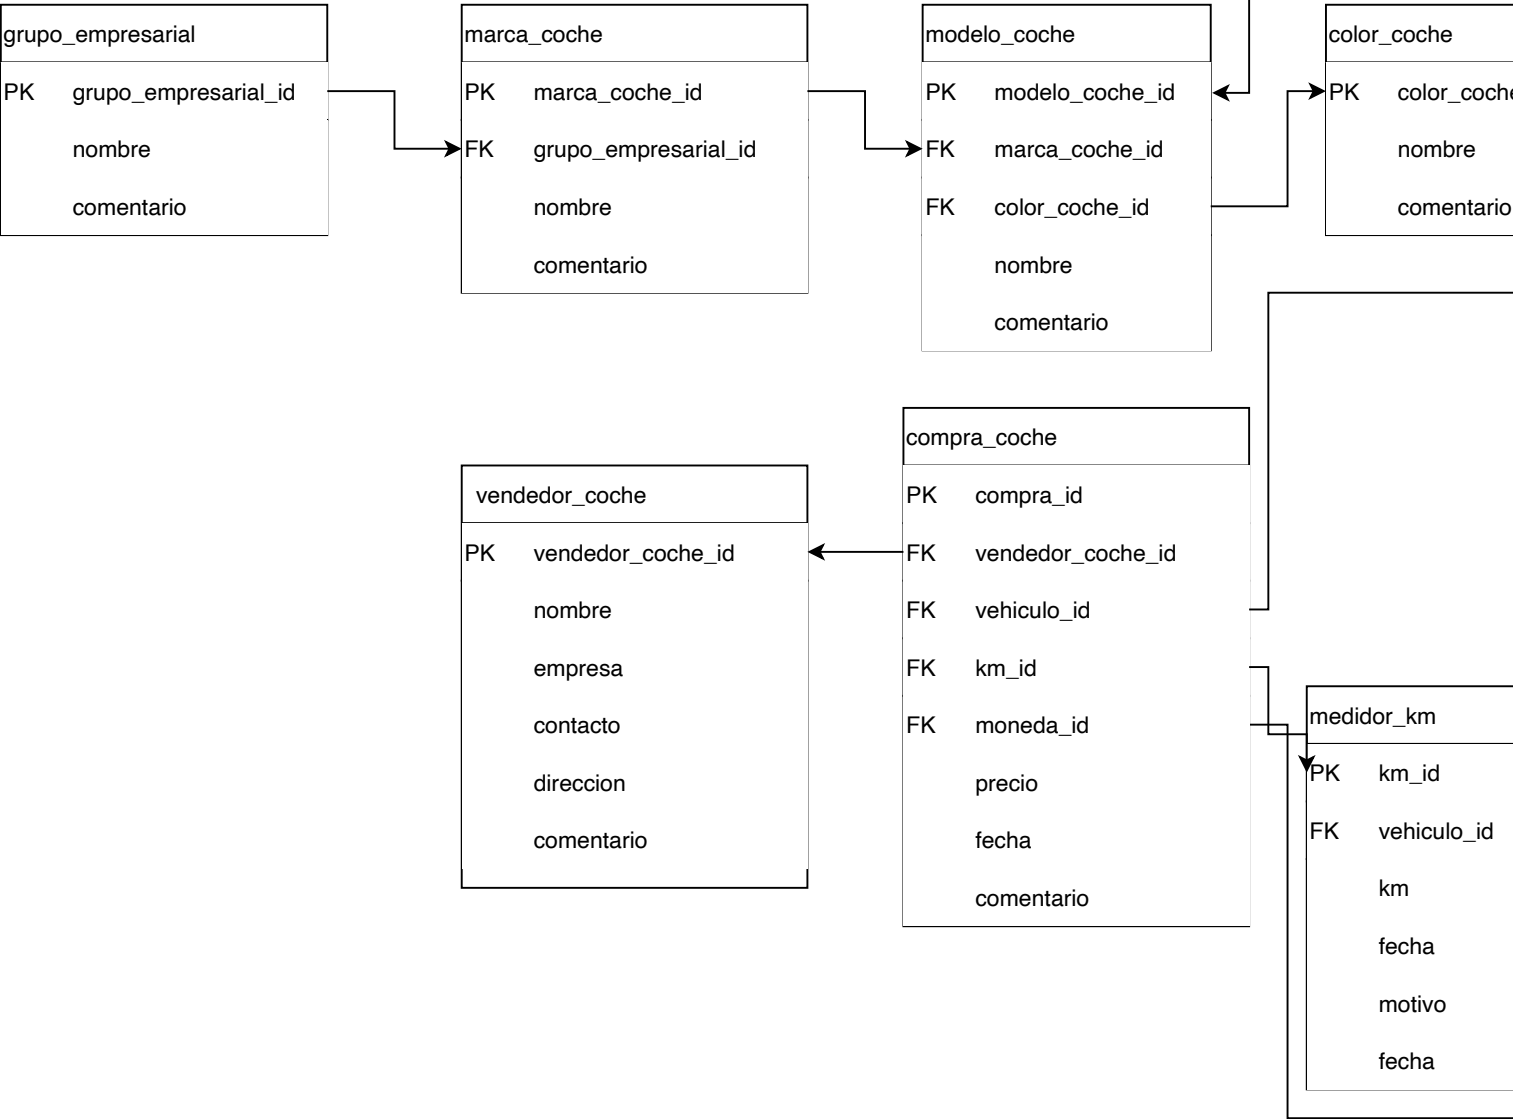 grupo_empresarial
PK grupo_empresarial_id
nombre
comentario
marca_coche
PK marca_coche_id
FK grupo_empresarial_id
nombre
comentario
modelo_coche
PK modelo_coche_id
FK marca_coche_id
FK color_coche_id
nombre
comentario
color_coche
PK color_coche
nombre
comentario
vendedor_coche
PK vendedor_coche_id
nombre
empresa
contacto
direccion
comentario
compra_coche
PK compra_id
FK vendedor_coche_id
FK vehiculo_id
FK km_id
FK moneda_id
precio
fecha
comentario
medidor_km
PK km_id
FK vehiculo_id
km
fecha
motivo
fecha